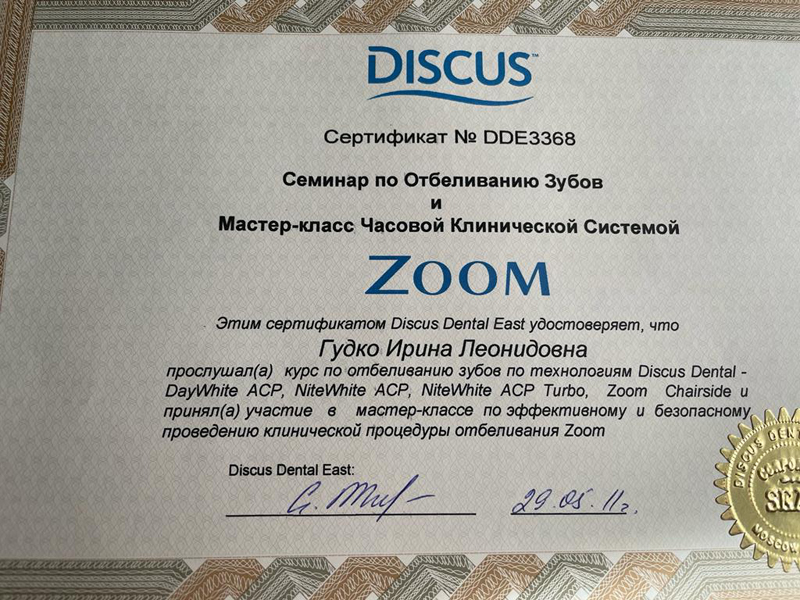 DISCUS™
Сертификат № DDE3368
Семинар по Отбеливанию Зубов
и
Мастер-класс Часовой Клинической Системой
ZOOM
Этим сертификатом Discus Dental East удостоверяет, что
Гудко Ирина Леонидовна
прослушал(а) курс по отбеливанию зубов по технологиям Discus Dental -
DayWhite ACP, NiteWhite ACP, NiteWhite ACP Turbo, Zoom Chairside и
принял(а) участие в мастер-классе по эффективному и безопасному
проведению клинической процедуры отбеливания Zoom
Discus Dental East:
29.05.11г.
DISCUS DENT
MOSCOW